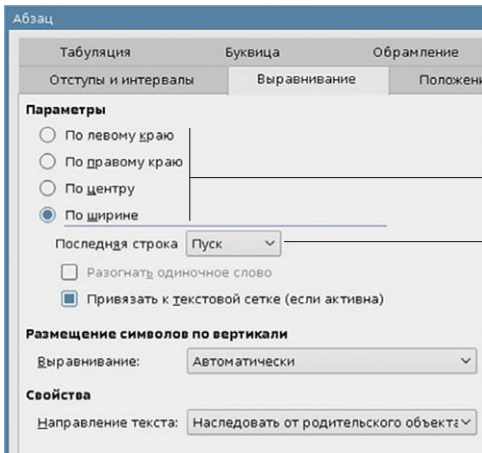 Абзац
Табуляция Буквица Обрамление
Отступы и интервалы Выравнивание Положен
Параметры
По левому краю
По правому краю
По центру
По ширине
Последняя строка Пуск
Разогнать одиночное слово
Привязать к текстовой сетке (если активна)
Размещение символов по вертикали
Выравнивание: Автоматически
Свойства
Направление текста: Наследовать от родительского объекта